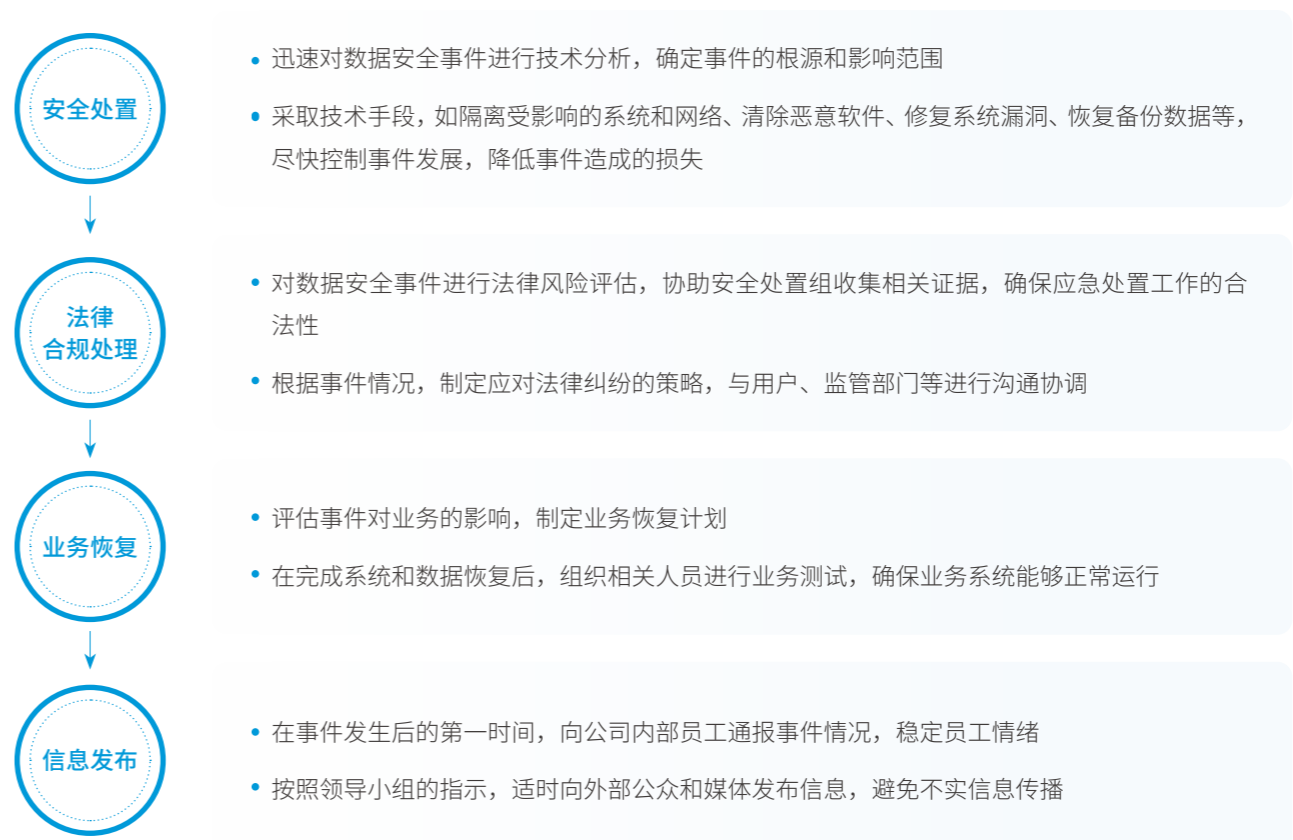 安全处置
• 迅速对数据安全事件进行技术分析，确定事件的根源和影响范围
• 采取技术手段，如隔离受影响的系统和网络、清除恶意软件、修复系统漏洞、恢复备份数据等，
尽快控制事件发展，降低事件造成的损失
法律
合规处理
• 对数据安全事件进行法律风险评估，协助安全处置组收集相关证据，确保应急处置工作的合
法性
• 根据事件情况，制定应对法律纠纷的策略，与用户、监管部门等进行沟通协调
业务恢复
• 评估事件对业务的影响，制定业务恢复计划
• 在完成系统和数据恢复后，组织相关人员进行业务测试，确保业务系统能够正常运行
信息发布
• 在事件发生后的第一时间，向公司内部员工通报事件情况，稳定员工情绪
• 按照领导小组的指示，适时向外部公众和媒体发布信息，避免不实信息传播